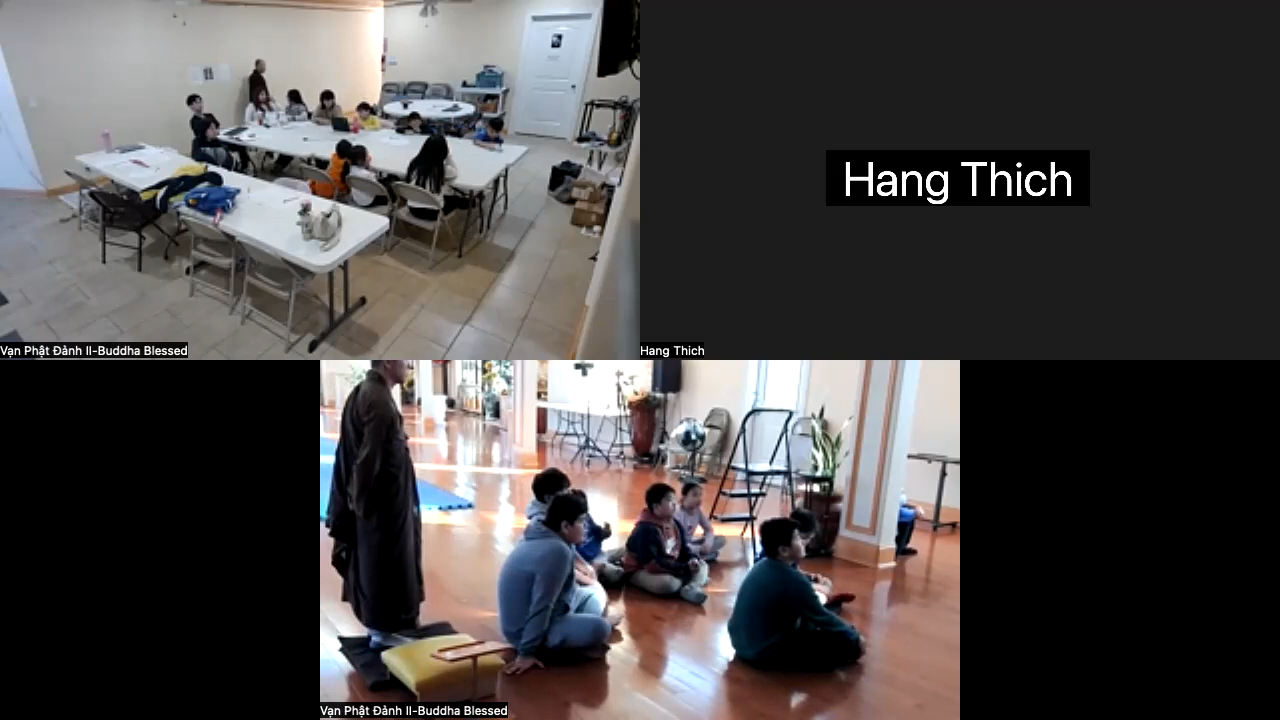 Hang Thich
Vạn Phật Đảnh II-Buddha Blessed
Hang Thich
Vạn Phật Đảnh II-Buddha Blessed